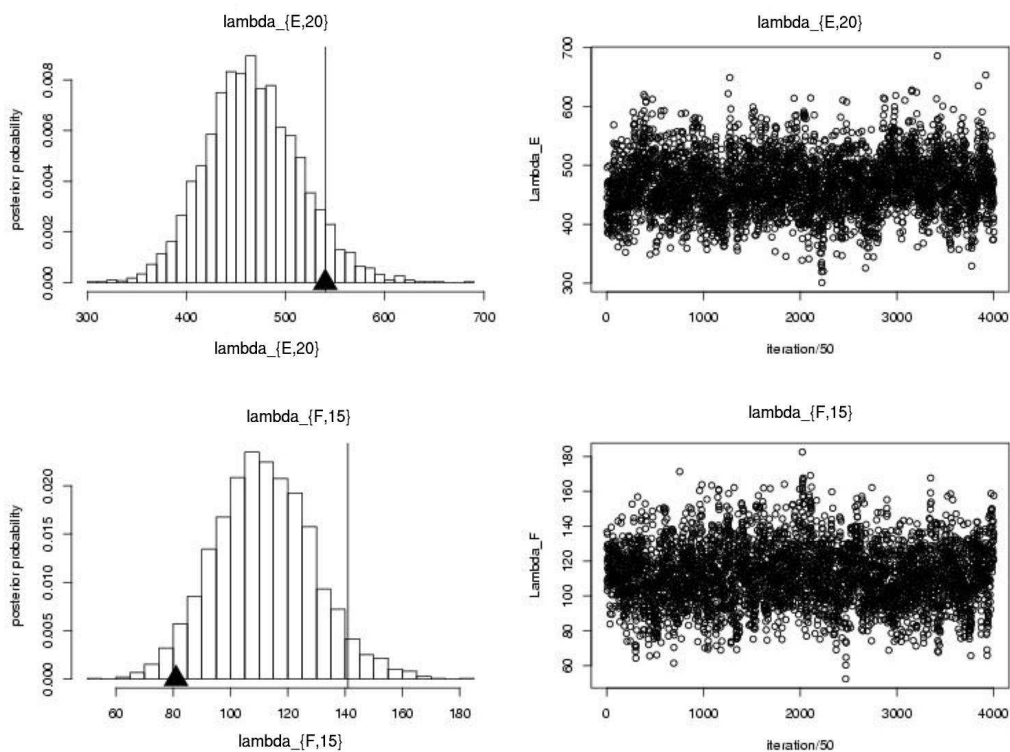 lambda_{E,20}
posterior probability
0.000 0.002 0.004 0.006 0.008
300 400 500 600 700
lambda_{E,20}
lambda_{E,20}
Lambda_E
300 400 500 600 700
0 1000 2000 3000 4000
iteration/50
lambda_{F,15}
posterior probability
0.000 0.005 0.010 0.015 0.020
60 80 100 120 140 160 180
lambda_{F,15}
lambda_{F,15}
Lambda_F
60 80 100 120 140 160 180
0 1000 2000 3000 4000
iteration/50